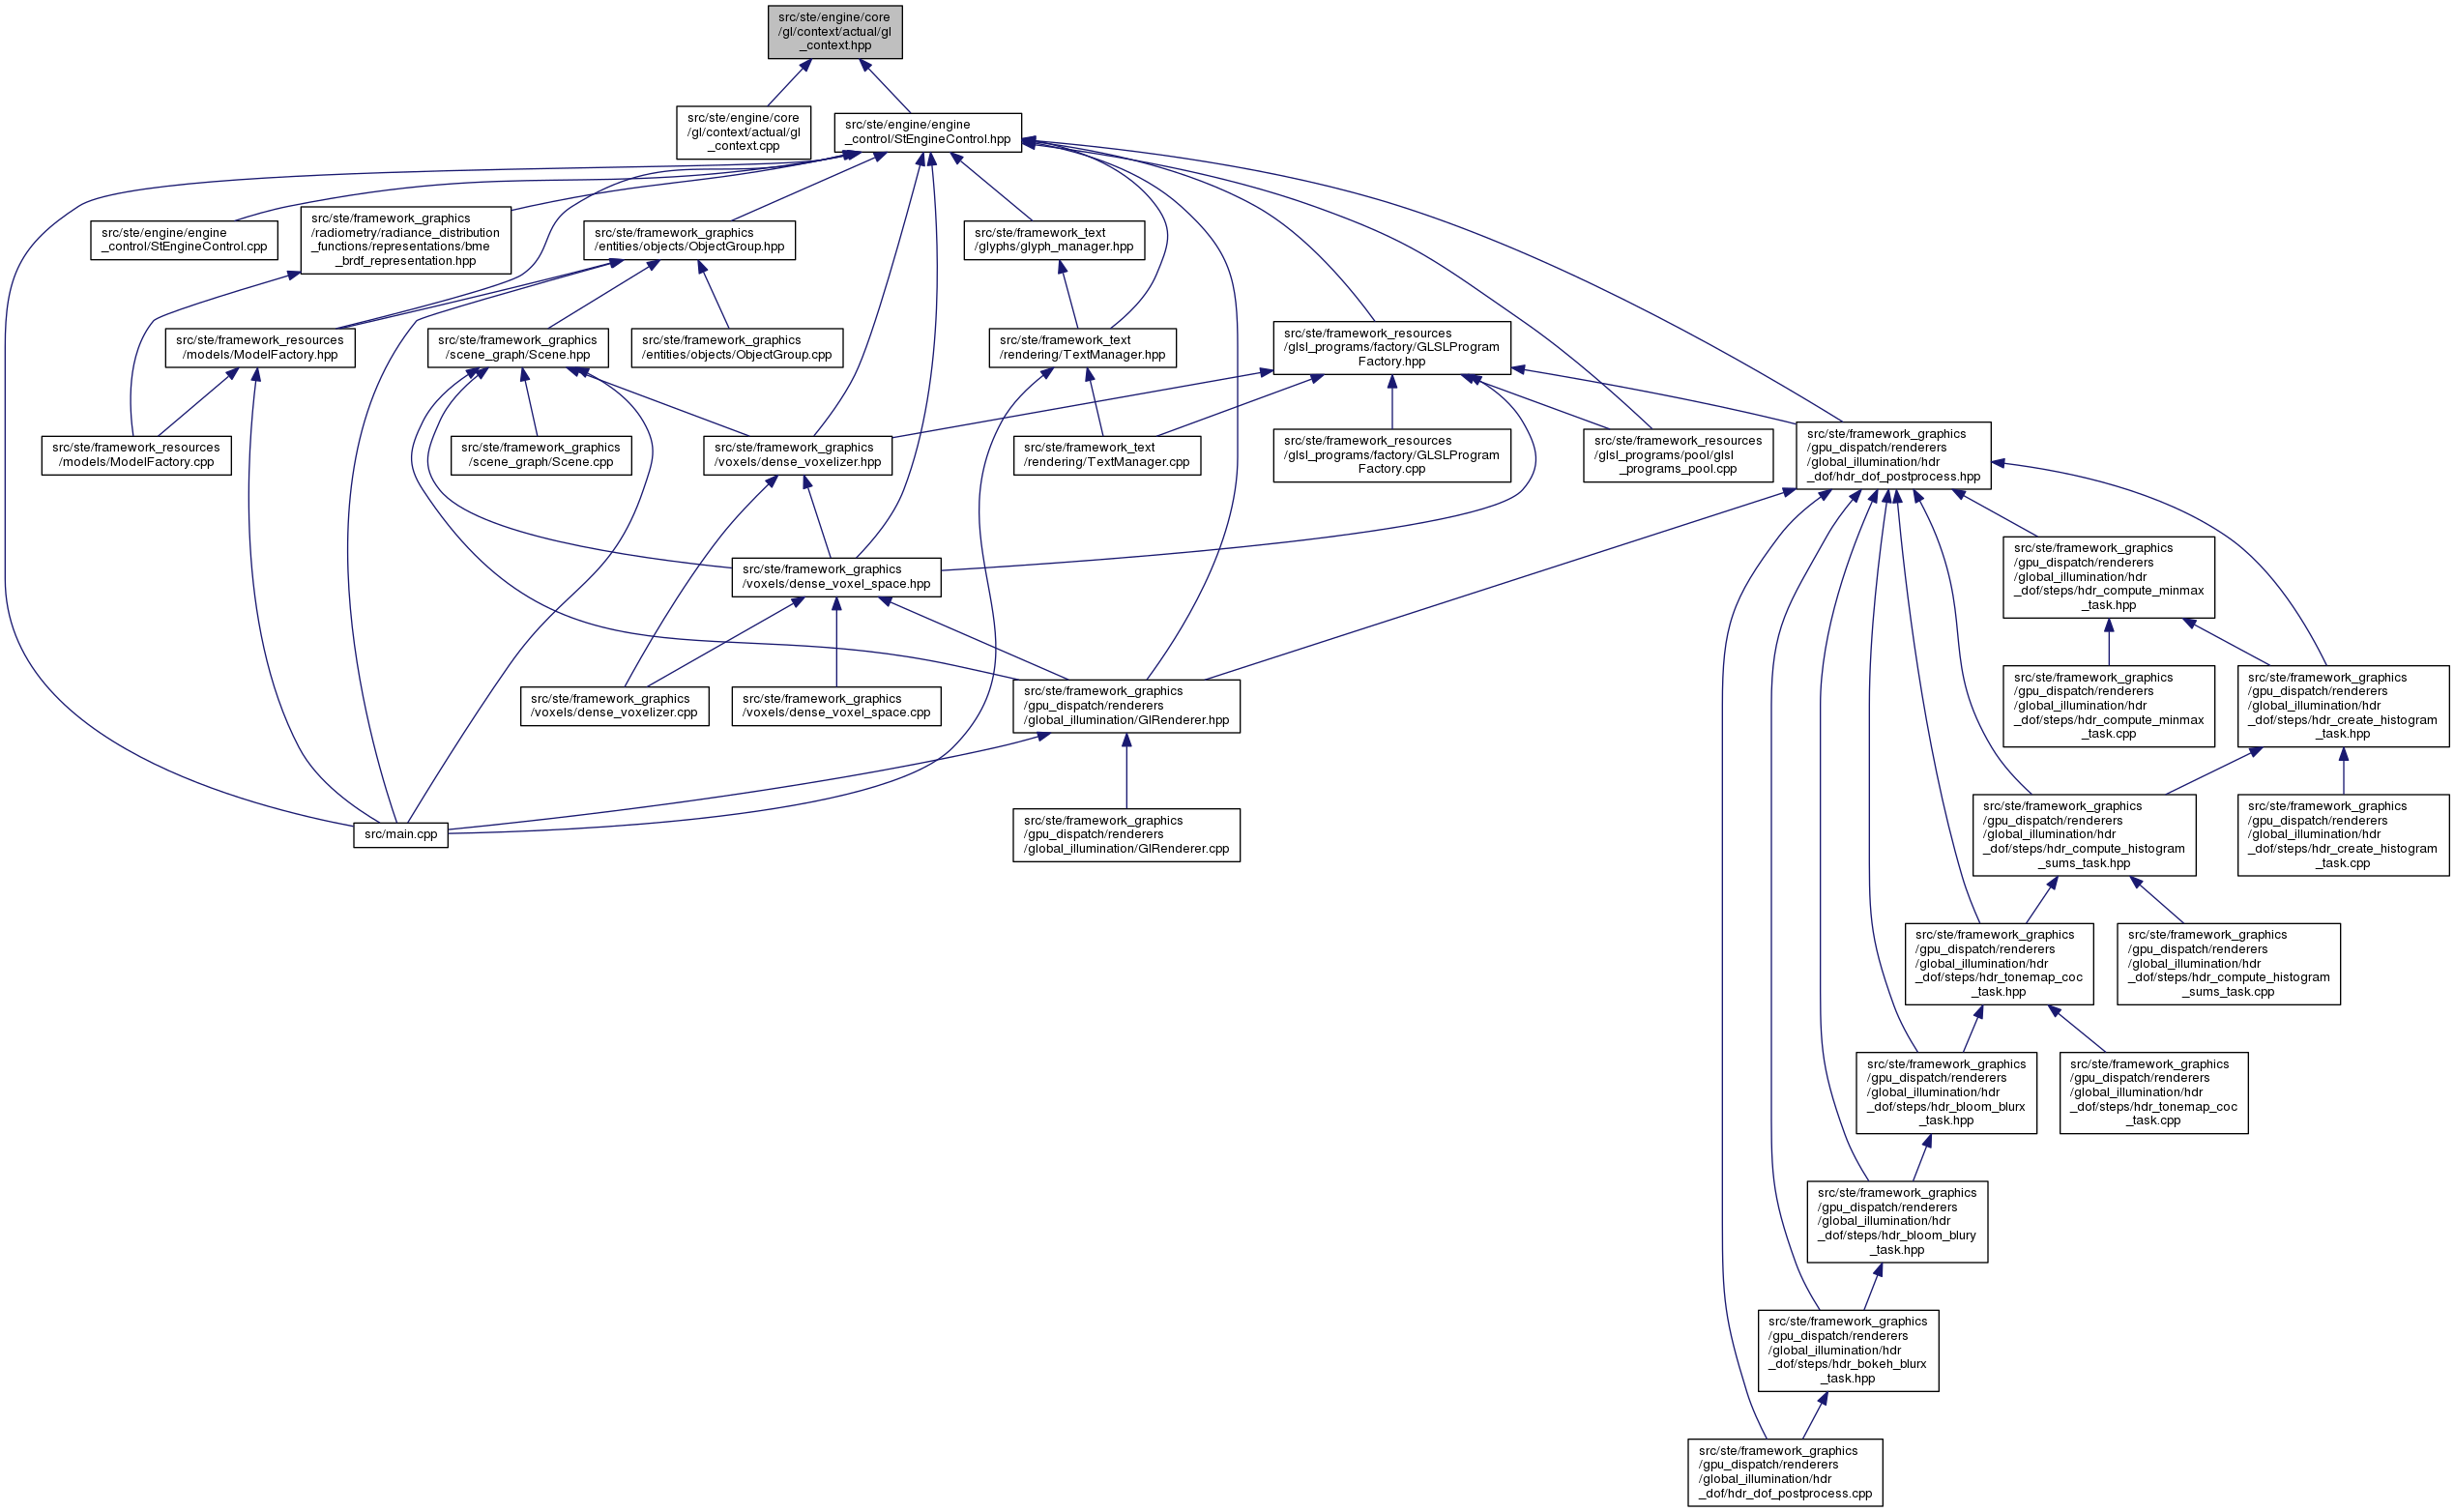 src/ste/engine/core
/gl/context/actual/gl
_context.hpp
src/ste/engine/core
/gl/context/actual/gl
_context.cpp
src/ste/engine/engine
_control/StEngineControl.hpp
src/ste/engine/engine
_control/StEngineControl.cpp
src/ste/framework_graphics
/radiometry/radiance_distribution
_functions/representations/bme
_brdf_representation.hpp
src/ste/framework_graphics
/entities/objects/ObjectGroup.hpp
src/ste/framework_text
/glyphs/glyph_manager.hpp
src/ste/framework_resources
/models/ModelFactory.hpp
src/ste/framework_graphics
/scene_graph/Scene.hpp
src/ste/framework_graphics
/entities/objects/ObjectGroup.cpp
src/ste/framework_text
/rendering/TextManager.hpp
src/ste/framework_resources
/glsl_programs/factory/GLSLProgram
Factory.hpp
src/ste/framework_resources
/models/ModelFactory.cpp
src/ste/framework_graphics
/scene_graph/Scene.cpp
src/ste/framework_graphics
/voxels/dense_voxelizer.hpp
src/ste/framework_text
/rendering/TextManager.cpp
src/ste/framework_resources
/glsl_programs/factory/GLSLProgram
Factory.cpp
src/ste/framework_resources
/glsl_programs/pool/glsl
_programs_pool.cpp
src/ste/framework_graphics
/gpu_dispatch/renderers
/global_illumination/hdr
_dof/hdr_dof_postprocess.hpp
src/ste/framework_graphics
/voxels/dense_voxel_space.hpp
src/ste/framework_graphics
/gpu_dispatch/renderers
/global_illumination/hdr
_dof/steps/hdr_compute_minmax
_task.hpp
src/ste/framework_graphics
/voxels/dense_voxelizer.cpp
src/ste/framework_graphics
/voxels/dense_voxel_space.cpp
src/ste/framework_graphics
/gpu_dispatch/renderers
/global_illumination/GIRenderer.hpp
src/ste/framework_graphics
/gpu_dispatch/renderers
/global_illumination/hdr
_dof/steps/hdr_compute_minmax
_task.cpp
src/ste/framework_graphics
/gpu_dispatch/renderers
/global_illumination/hdr
_dof/steps/hdr_create_histogram
_task.hpp
src/main.cpp
src/ste/framework_graphics
/gpu_dispatch/renderers
/global_illumination/GIRenderer.cpp
src/ste/framework_graphics
/gpu_dispatch/renderers
/global_illumination/hdr
_dof/steps/hdr_compute_histogram
_sums_task.hpp
src/ste/framework_graphics
/gpu_dispatch/renderers
/global_illumination/hdr
_dof/steps/hdr_create_histogram
_task.cpp
src/ste/framework_graphics
/gpu_dispatch/renderers
/global_illumination/hdr
_dof/steps/hdr_tonemap_coc
_task.hpp
src/ste/framework_graphics
/gpu_dispatch/renderers
/global_illumination/hdr
_dof/steps/hdr_compute_histogram
_sums_task.cpp
src/ste/framework_graphics
/gpu_dispatch/renderers
/global_illumination/hdr
_dof/steps/hdr_bloom_blurx
_task.hpp
src/ste/framework_graphics
/gpu_dispatch/renderers
/global_illumination/hdr
_dof/steps/hdr_tonemap_coc
_task.cpp
src/ste/framework_graphics
/gpu_dispatch/renderers
/global_illumination/hdr
_dof/steps/hdr_bloom_blury
_task.hpp
src/ste/framework_graphics
/gpu_dispatch/renderers
/global_illumination/hdr
_dof/steps/hdr_bokeh_blurx
_task.hpp
src/ste/framework_graphics
/gpu_dispatch/renderers
/global_illumination/hdr
_dof/hdr_dof_postprocess.cpp